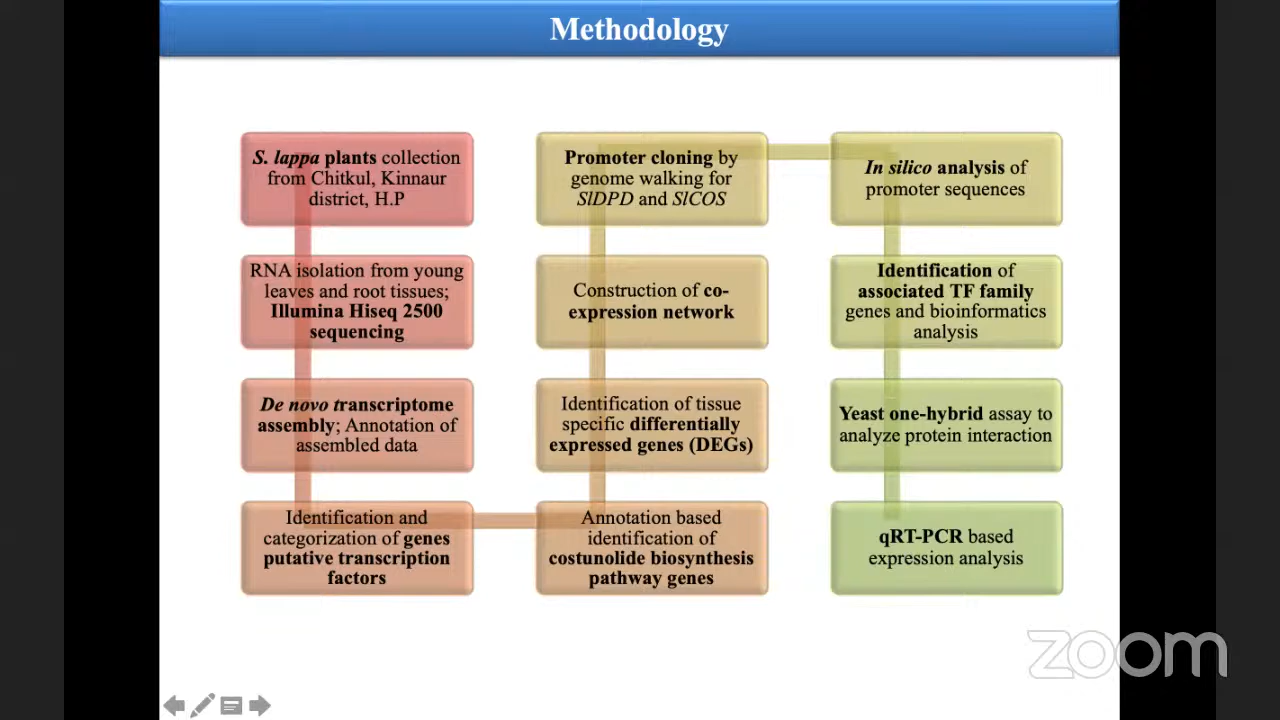 Methodology
S. lappa plants collection
from Chitkul, Kinnaur
district, H.P
RNA isolation from young
leaves and root tissues;
Illumina Hiseq 2500
sequencing
De novo transcriptome
assembly; Annotation of
assembled data
Identification and
categorization of genes
putative transcription
factors
Annotation based
identification of
costunolide biosynthesis
pathway genes
Identification of tissue
specific differentially
expressed genes (DEGs)
Construction of co-
expression network
Promoter cloning by
genome walking for
SlDPD and SlCOS
In silico analysis of
promoter sequences
Identification of
associated TF family
genes and bioinformatics
analysis
Yeast one-hybrid assay to
analyze protein interaction
qRT-PCR based
expression analysis
zoom